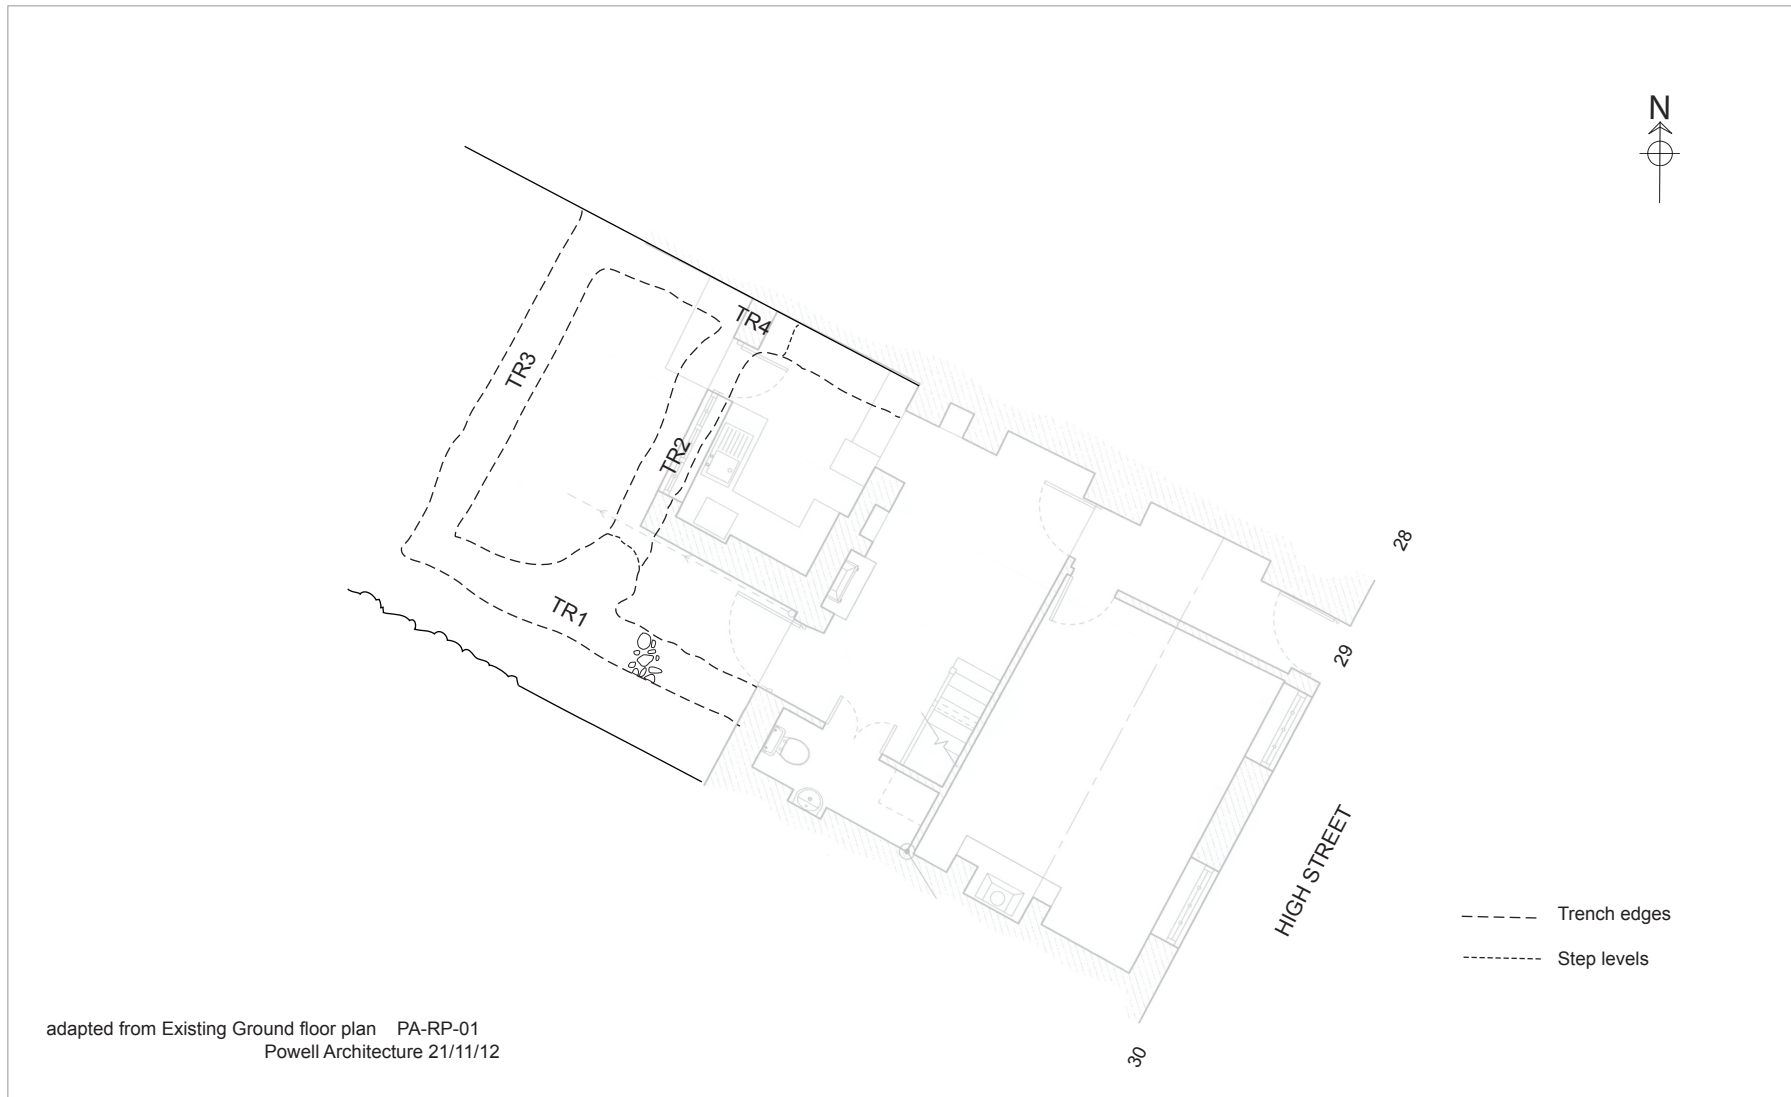 N
TR4
TR3
TR2
28
TR1
29
HIGH STREET
Trench edges
Step levels
adapted from Existing Ground floor plan PA-RP-01
Powell Architecture 21/11/12
30